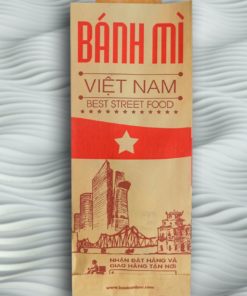 BÁNH MÌ
VIỆT NAM
BEST STREET FOOD
NHẬN ĐẶT HÀNG VÀ
GIAO HÀNG TẬN NƠI